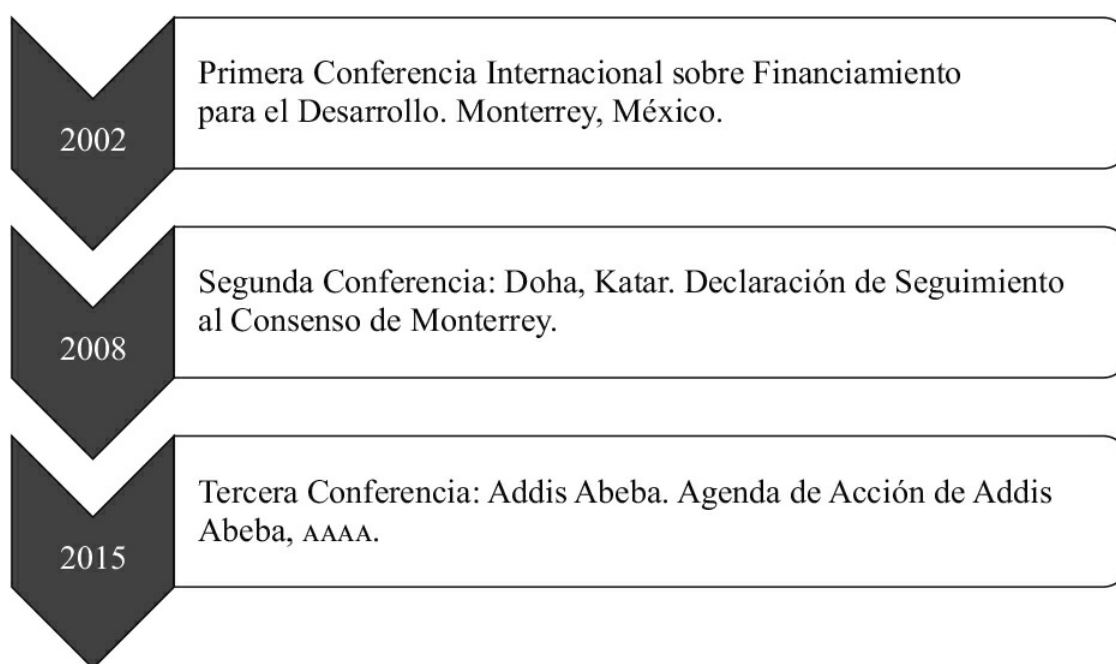 2002
Primera Conferencia Internacional sobre Financiamiento
para el Desarrollo. Monterrey, México.
2008
Segunda Conferencia: Doha, Katar. Declaración de Seguimiento
al Consenso de Monterrey.
2015
Tercera Conferencia: Addis Abeba. Agenda de Acción de Addis
Abeba, AAAA.